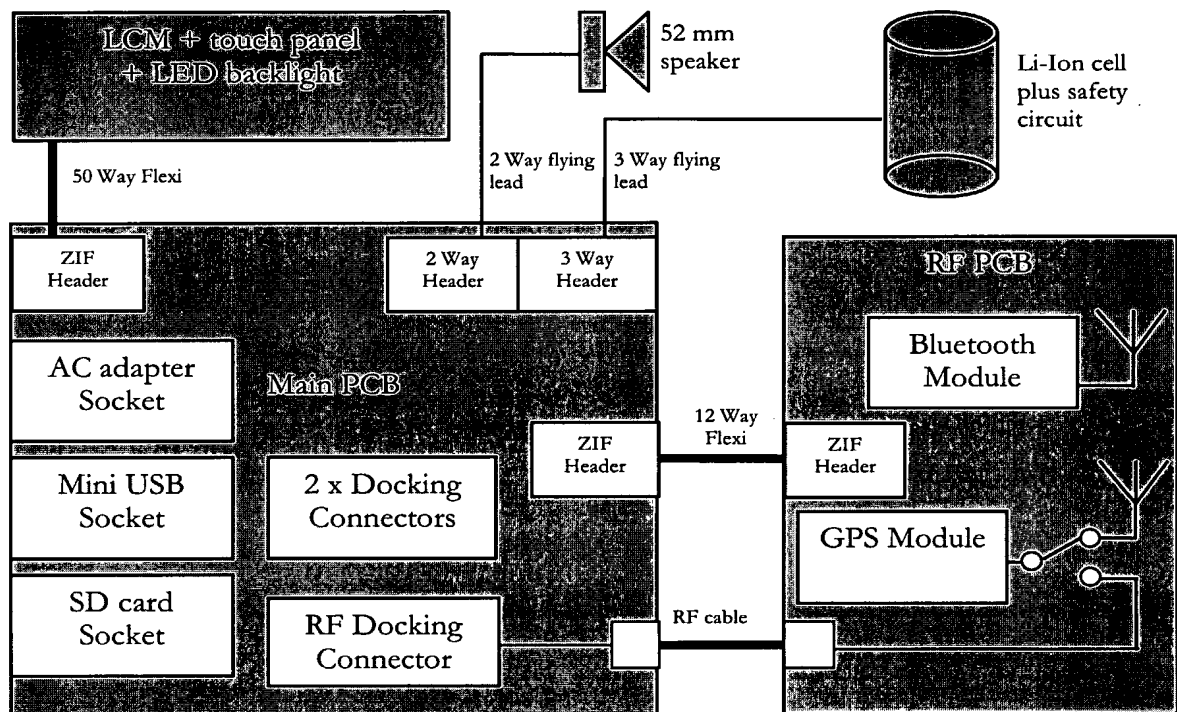 LCM + touch panel
+ LED backlight
52 mm
speaker
Li-Ion cell
plus safety
circuit
50 Way Flexi
2 Way flying
lead
3 Way flying
lead
ZIF
Header
2 Way
Header
3 Way
Header
RF PCB
AC adapter
Socket
Main PCB
Bluetooth
Module
ZIF
Header
12 Way
Flexi
ZIF
Header
Mini USB
Socket
2 x Docking
Connectors
GPS Module
SD card
Socket
RF Docking
Connector
RF cable